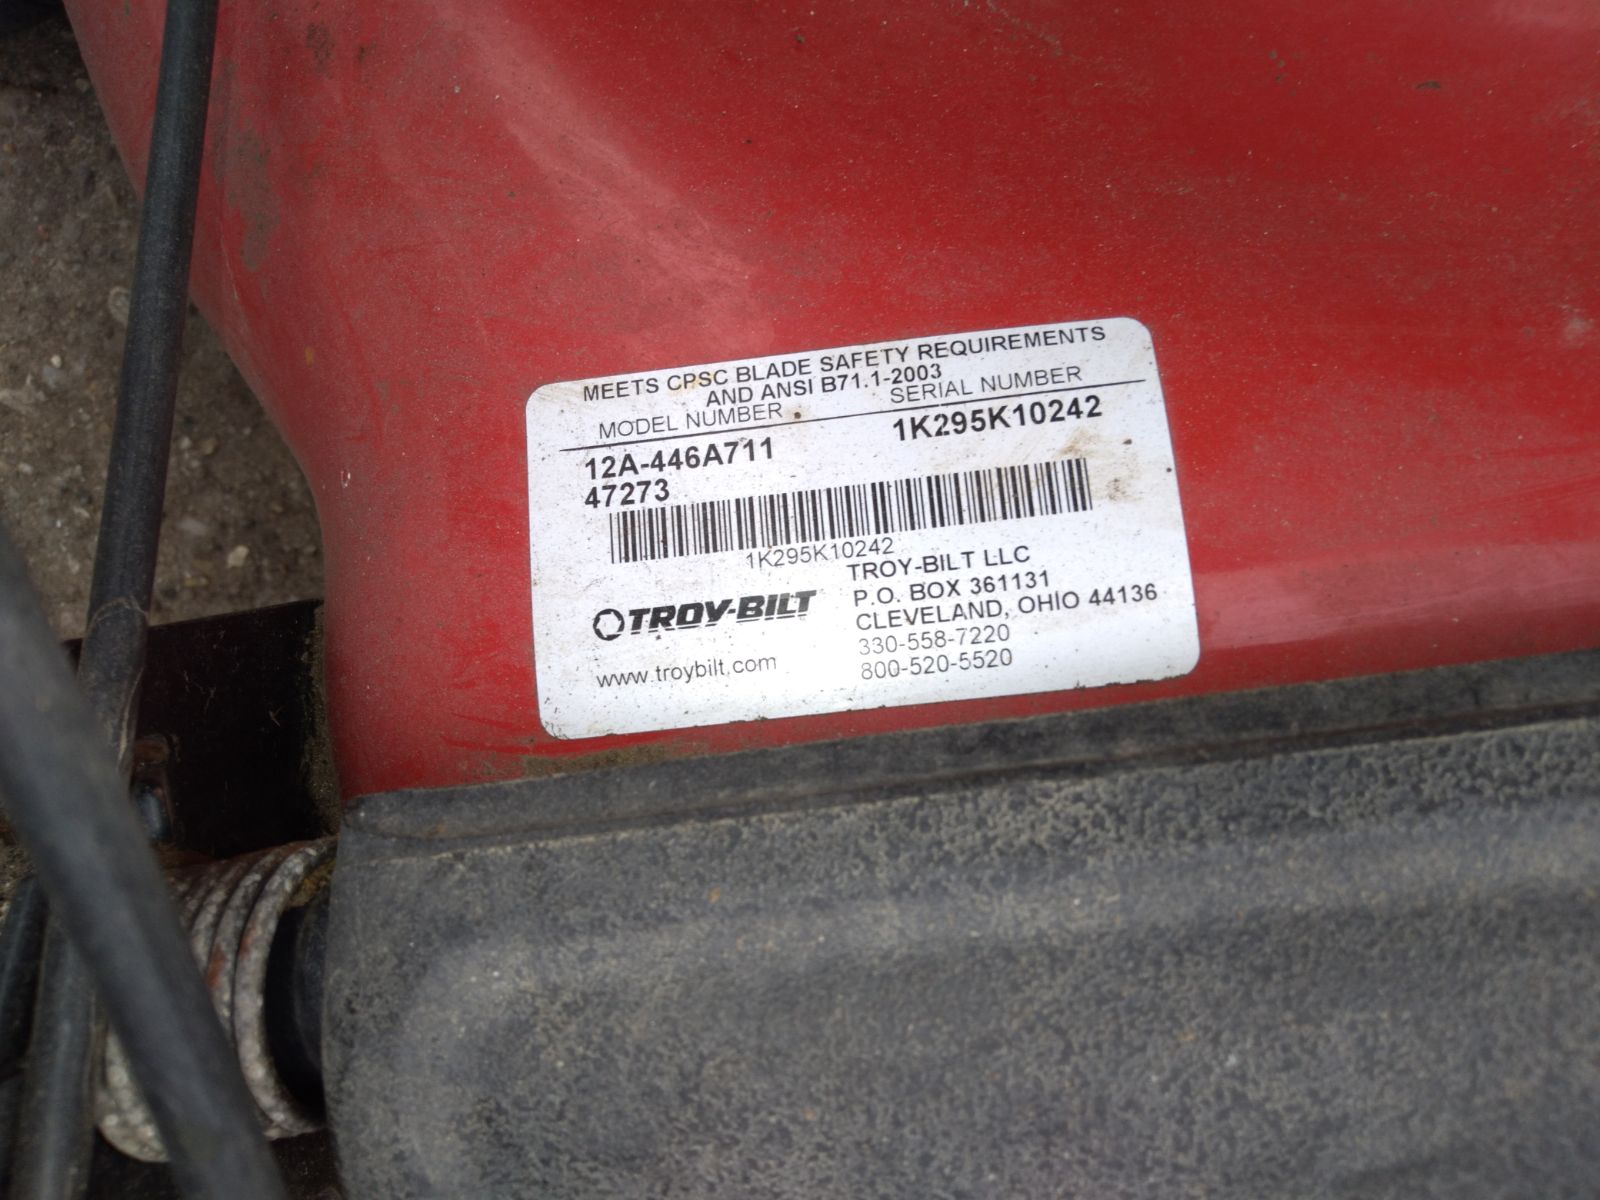 MEETS CPSC BLADE SAFETY REQUIREMENTS
AND ANSI B71.1-2003
MODEL NUMBER SERIAL NUMBER
12A-446A711 1K295K10242
47273
1K295K10242
TROY-BILT
www.troybilt.com
TROY-BILT LLC
P.O. BOX 361131
CLEVELAND, OHIO 44136
330-558-7220
800-520-5520